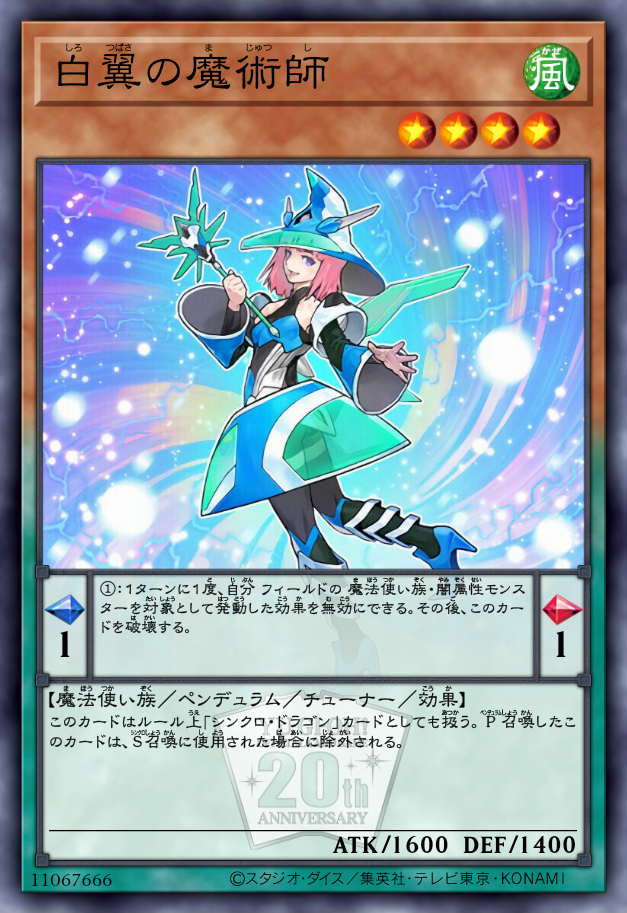 白翼の魔術師
風
①:1ターンに1度、自分フィールドの魔法使い族・闇属性モンス
ターを対象として発動した効果を無効にできる。その後、このカー
ドを破壊する。
1
1
【魔法使い族／ペンデュラム／チューナー／効果】
このカードはルール上「シンクロ・ドラゴン」カードとしても扱う。P召喚したこ
のカードは、S召喚に使用された場合に除外される。
20th
ANNIVERSARY
ATK/1600 DEF/1400
11067666
©スタジオ・ダイス／集英社・テレビ東京・KONAMI